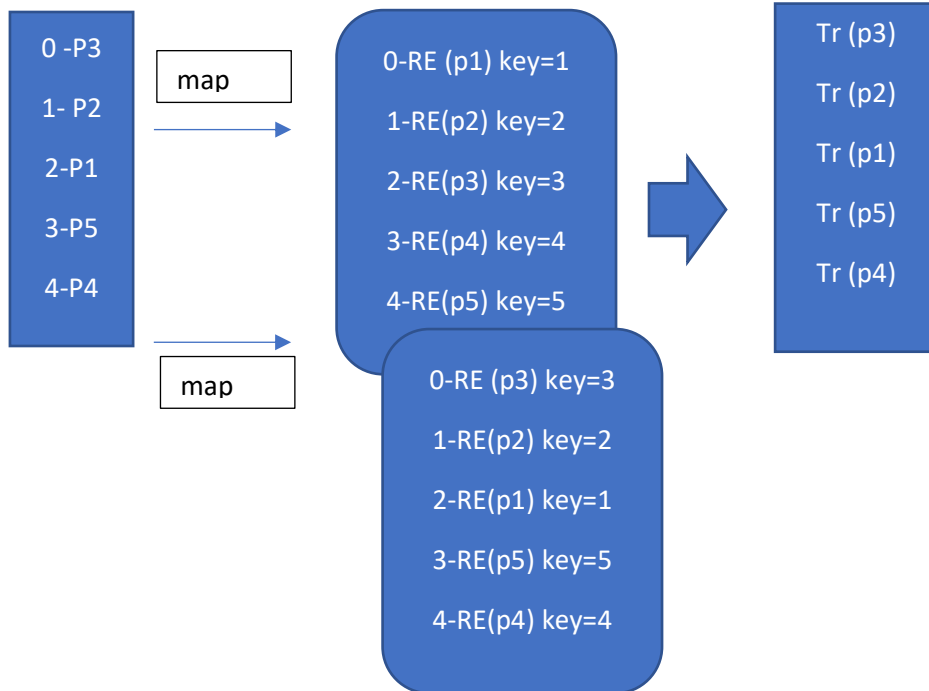 0 -P3
1- P2
2-P1
3-P5
4-P4
map
map
0-RE (p1) key=1
1-RE(p2) key=2
2-RE(p3) key=3
3-RE(p4) key=4
4-RE(p5) key=5
0-RE (p3) key=3
1-RE(p2) key=2
2-RE(p1) key=1
3-RE(p5) key=5
4-RE(p4) key=4
Tr (p3)
Tr (p2)
Tr (p1)
Tr (p5)
Tr (p4)